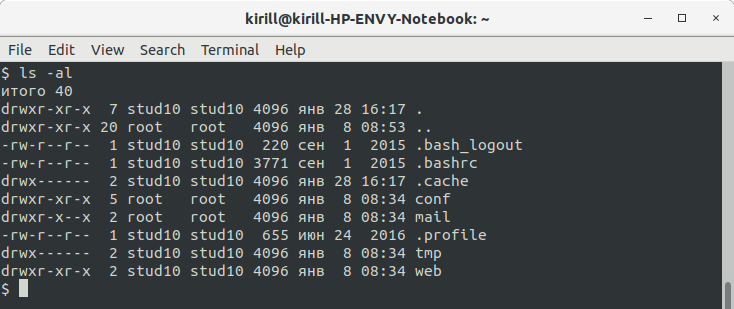 kirill@kirill-HP-ENVY-Notebook: ~
File Edit View Search Terminal Help
$ ls -al
итого 40
drwxr-xr-x  7 stud10 stud10 4096 янв 28 16:17 .
drwxr-xr-x 20 root   root   4096 янв  8 08:53 ..
-rw-r--r--  1 stud10 stud10  220 сен  1  2015 .bash_logout
-rw-r--r--  1 stud10 stud10 3771 сен  1  2015 .bashrc
drwx------  2 stud10 stud10 4096 янв 28 16:17 .cache
drwxr-xr-x  5 root   root   4096 янв  8 08:34 conf
drwxr-x--x  2 root   root   4096 янв  8 08:34 mail
-rw-r--r--  1 stud10 stud10  655 июн 24  2016 .profile
drwx------  2 stud10 stud10 4096 янв  8 08:34 tmp
drwxr-xr-x  2 stud10 stud10 4096 янв  8 08:34 web
$